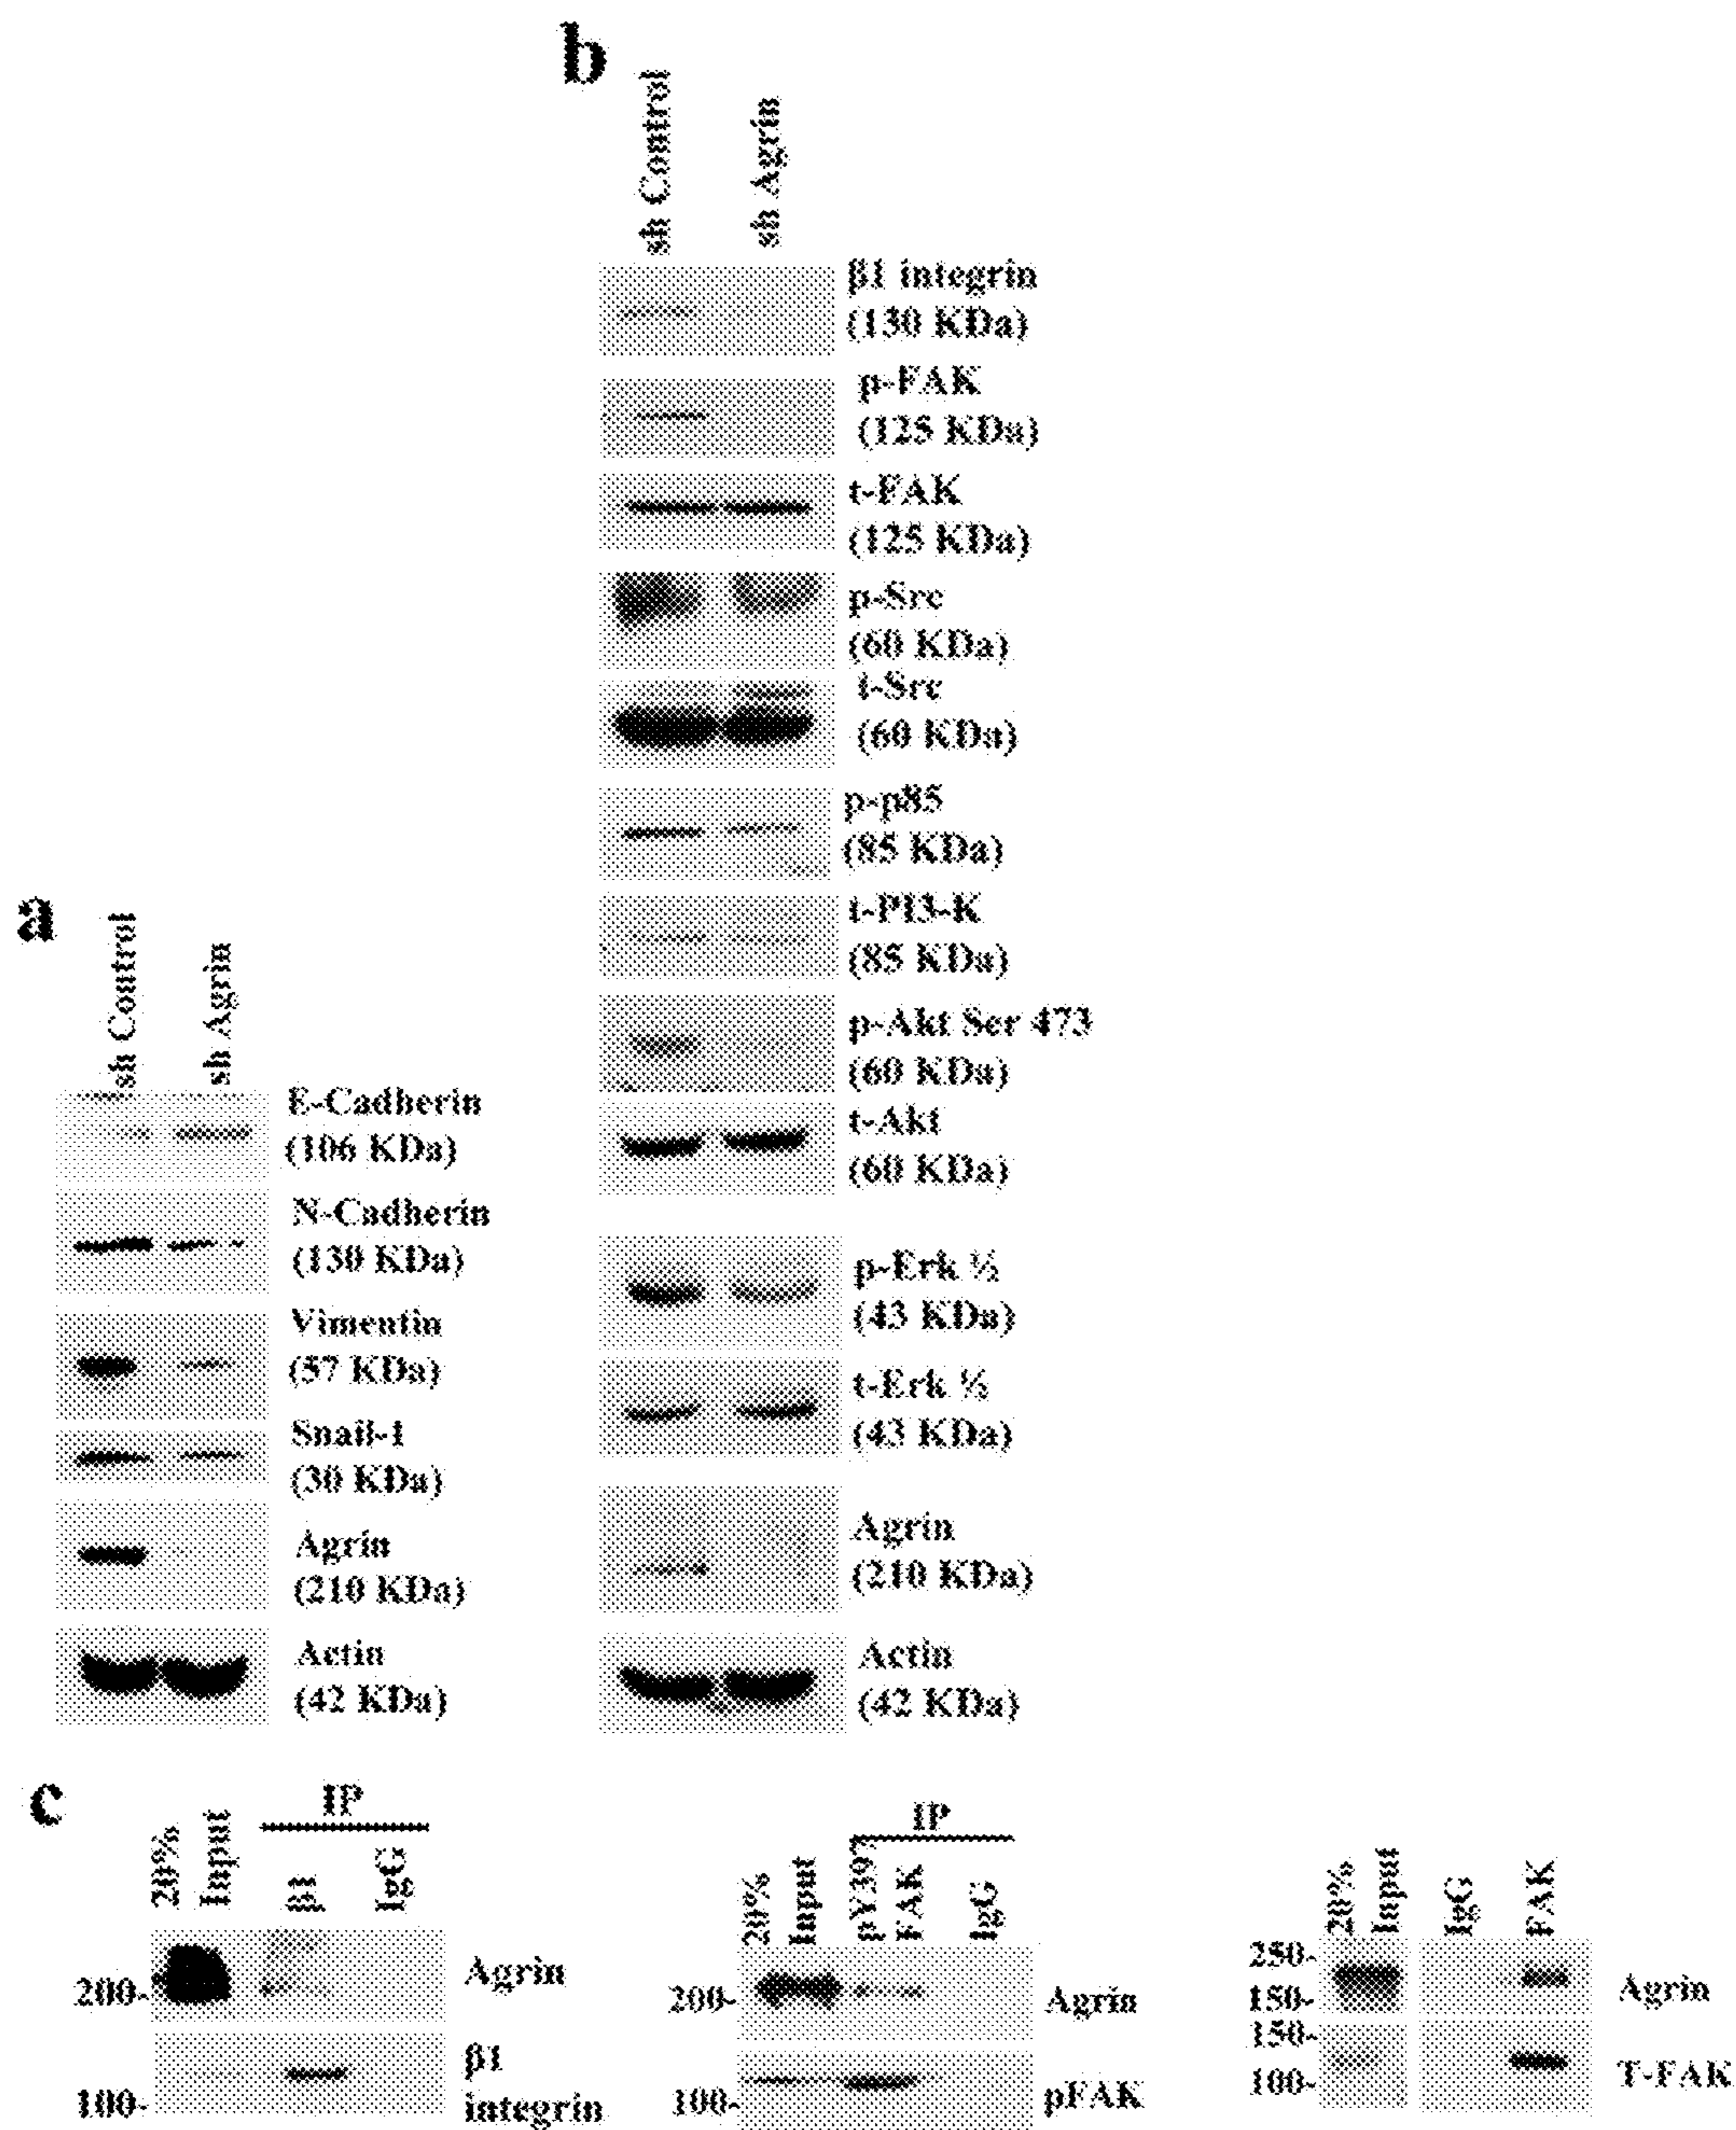 b
sh Control
sh Agrin
β1 integrin
(130 KDa)
p-FAK
(125 KDa)
t-FAK
(125 KDa)
p-Src
(60 KDa)
t-Src
(60 KDa)
p-p85
(85 KDa)
t-PI3-K
(85 KDa)
p-Akt Ser 473
(60 KDa)
t-Akt
(60 KDa)
p-Erk ½
(43 KDa)
t-Erk ½
(43 KDa)
Agrin
(210 KDa)
Actin
(42 KDa)
a
sh Control
sh Agrin
E-Cadherin
(106 KDa)
N-Cadherin
(130 KDa)
Vimentin
(57 KDa)
Snail-1
(30 KDa)
Agrin
(210 KDa)
Actin
(42 KDa)
c
IP
20%
Input
β1
IgG
200-
Agrin
100-
β1
integrin
IP
20%
Input
pY397
FAK
IgG
200-
Agrin
100-
pFAK
20%
Input
IgG
FAK
250-
150-
Agrin
150-
100-
T-FAK